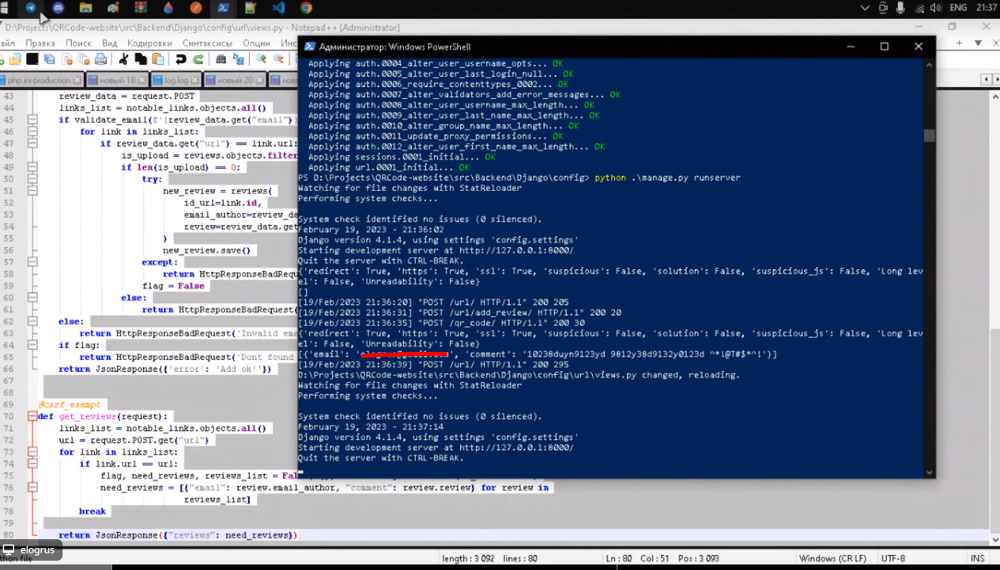 ENG 21:37
D:\Projects\QRCode-website\src\Backend\Django\config\url\views.py - Notepad++ [Administrator]
айл Правка Поиск Вид Кодировки Синтаксисы Опции Инс
php.ini-production новый 18 log.log новый 20 нов
Администратор: Windows PowerShell
43 review_data = request.POST
44 links_list = notable_links.objects.all()
45 if validate_email(f'{review_data.get("email")}
46 for link in links_list:
47 if review_data.get("url") == link.url:
48 is_upload = reviews.objects.filter
49 if len(is_upload) == 0:
50 try:
51 new_review = reviews(
52 id_url=link.id,
53 email_author=review_da
54 review=review_data.get
55 )
56 new_review.save()
57 except:
58 return HttpResponseBadRequ
59 flag = False
60 else:
61 return HttpResponseBadRequest(
62 else:
63 return HttpResponseBadRequest('Invalid ema
64 if flag:
65 return HttpResponseBadRequest('Dont found
66 return JsonResponse({'error': 'Add ok!'})
67
68
69 @csrf_exempt
70 def get_reviews(request):
71 links_list = notable_links.objects.all()
72 url = request.POST.get("url")
73 for link in links_list:
74 if link.url == url:
75 flag, need_reviews, reviews_list = Fal
76 need_reviews = [{"email": review.email_author, "comment": review.review} for review in
77 reviews_list]
78 break
79
80 return JsonResponse({"reviews": need_reviews})
Applying auth.0004_alter_user_username_opts... OK
Applying auth.0005_alter_user_last_login_null... OK
Applying auth.0006_require_contenttypes_0002... OK
Applying auth.0007_alter_validators_add_error_messages... OK
Applying auth.0008_alter_user_username_max_length... OK
Applying auth.0009_alter_user_last_name_max_length... OK
Applying auth.0010_alter_group_name_max_length... OK
Applying auth.0011_update_proxy_permissions... OK
Applying auth.0012_alter_user_first_name_max_length... OK
Applying sessions.0001_initial... OK
Applying url.0001_initial... OK
PS D:\Projects\QRCode-website\src\Backend\Django\config> python .\manage.py runserver
Watching for file changes with StatReloader
Performing system checks...
System check identified no issues (0 silenced).
February 19, 2023 - 21:36:02
Django version 4.1.4, using settings 'config.settings'
Starting development server at http://127.0.0.1:8000/
Quit the server with CTRL-BREAK.
{'redirect': True, 'https': True, 'ssl': True, 'suspicious': False, 'solution': False, 'suspicious_js': False, 'Long lev
el': False, 'Unreadability': False}
[]
[19/Feb/2023 21:36:20] "POST /url/ HTTP/1.1" 200 205
[19/Feb/2023 21:36:31] "POST /url/add_review/ HTTP/1.1" 200 20
[19/Feb/2023 21:36:35] "POST /qr_code/ HTTP/1.1" 200 30
{'redirect': True, 'https': True, 'ssl': True, 'suspicious': False, 'solution': False, 'suspicious_js': False, 'Long lev
el': False, 'Unreadability': False}
[{'email': 'comment': '10238duyn9123yd 9812y38d9132y0123d ^*!@T#$*^!'}]
[19/Feb/2023 21:36:39] "POST /url/ HTTP/1.1" 200 295
D:\Projects\QRCode-website\src\Backend\Django\config\url\views.py changed, reloading.
Watching for file changes with StatReloader
Performing system checks...
System check identified no issues (0 silenced).
February 19, 2023 - 21:37:14
Django version 4.1.4, using settings 'config.settings'
Starting development server at http://127.0.0.1:8000/
Quit the server with CTRL-BREAK.
elogrus
thon file length : 3 092 lines : 80 Ln : 80 Col : 51 Pos : 3 093 Windows (CR LF) UTF-8 INS